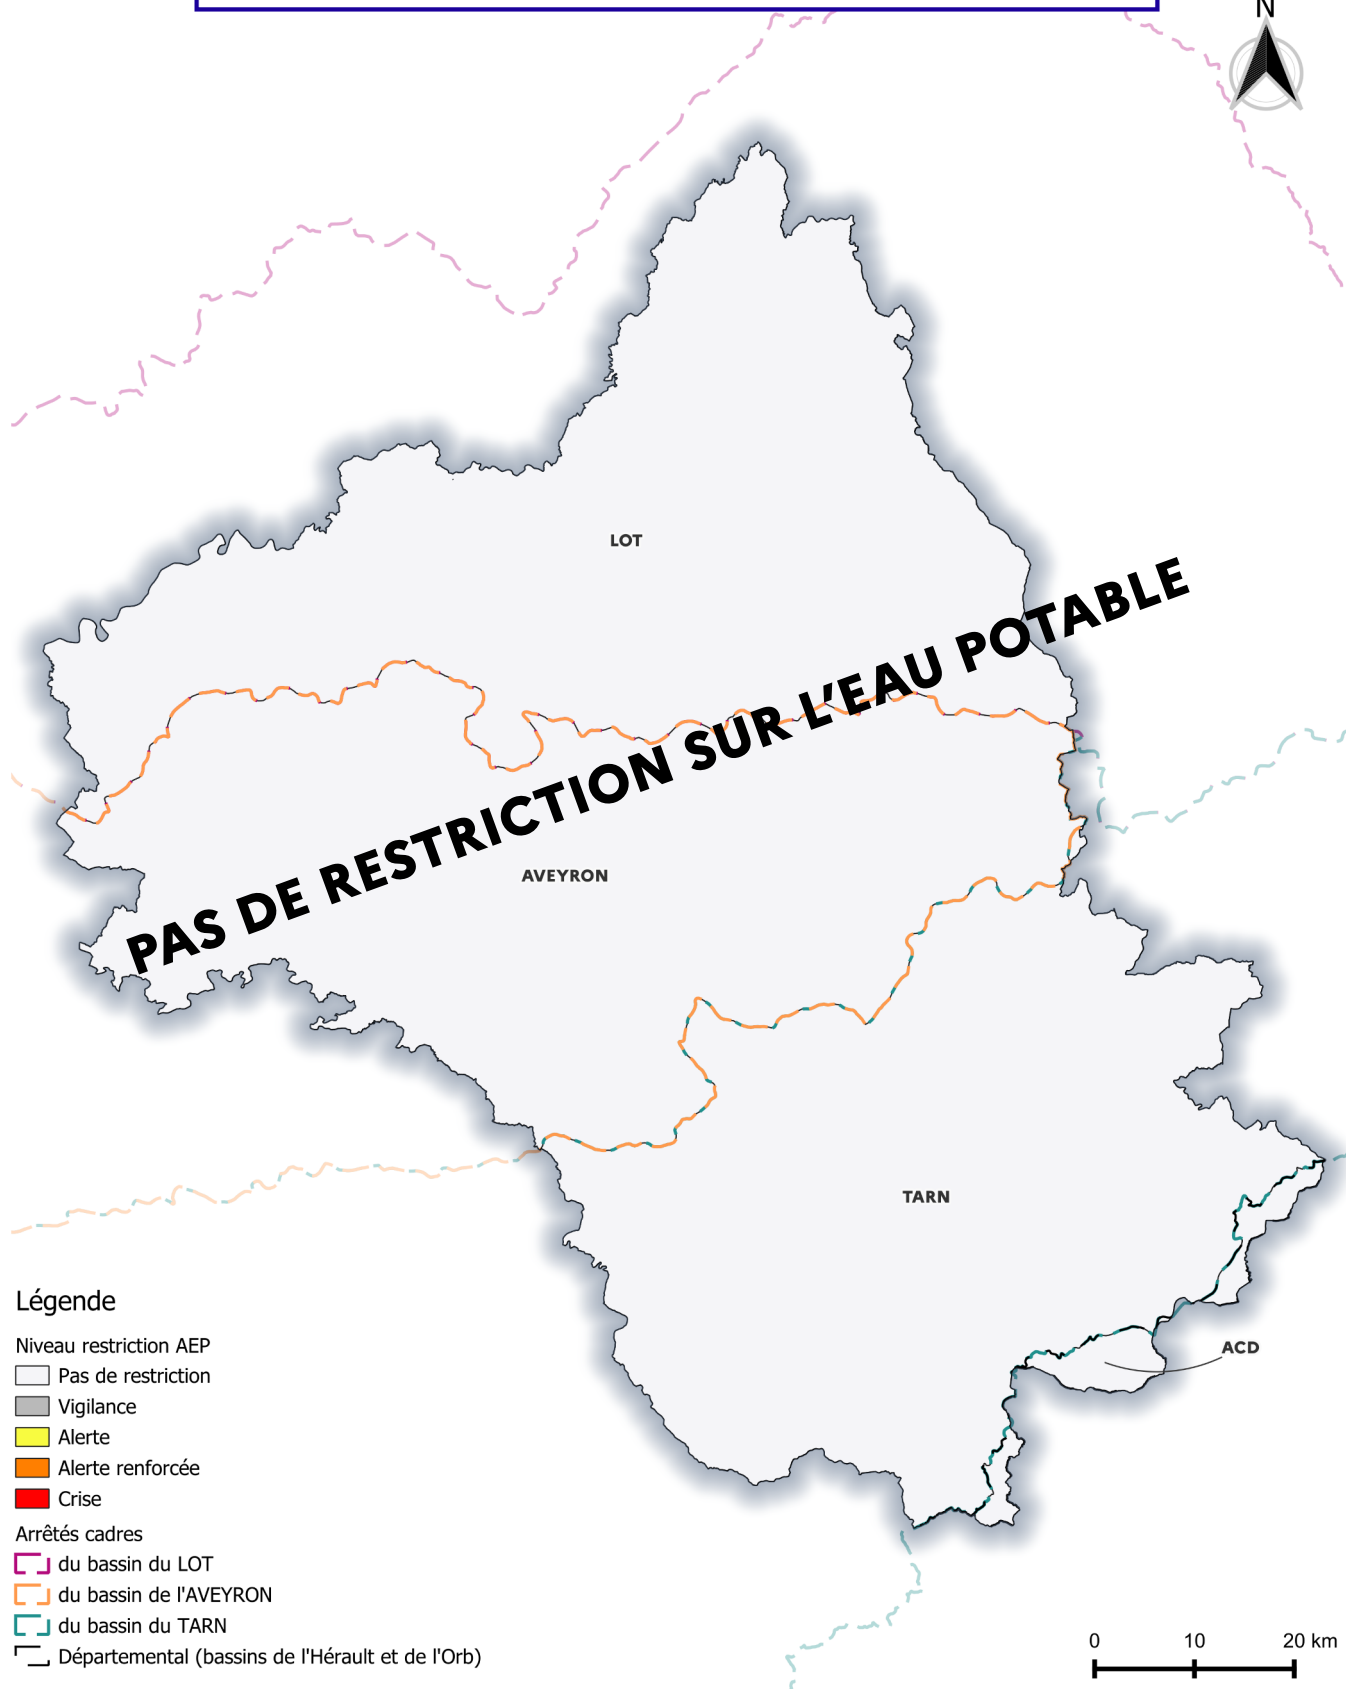 N
LOT
PAS DE RESTRICTION SUR L'EAU POTABLE
AVEYRON
TARN
ACD
Légende
Niveau restriction AEP
Pas de restriction
Vigilance
Alerte
Alerte renforcée
Crise
Arrêtés cadres
du bassin du LOT
du bassin de l'AVEYRON
du bassin du TARN
Départemental (bassins de l'Hérault et de l'Orb)
0 10 20 km